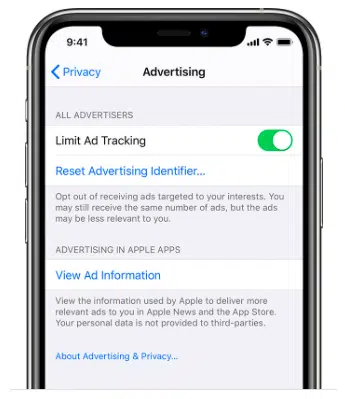 9:41
Privacy
Advertising
ALL ADVERTISERS
Limit Ad Tracking
Reset Advertising Identifier...
Opt out of receiving ads targeted to your interests. You
may still receive the same number of ads, but the ads
may be less relevant to you.
ADVERTISING IN APPLE APPS
View Ad Information
View the information used by Apple to deliver more
relevant ads to you in Apple News and the App Store.
Your personal data is not provided to third-parties.
About Advertising & Privacy...